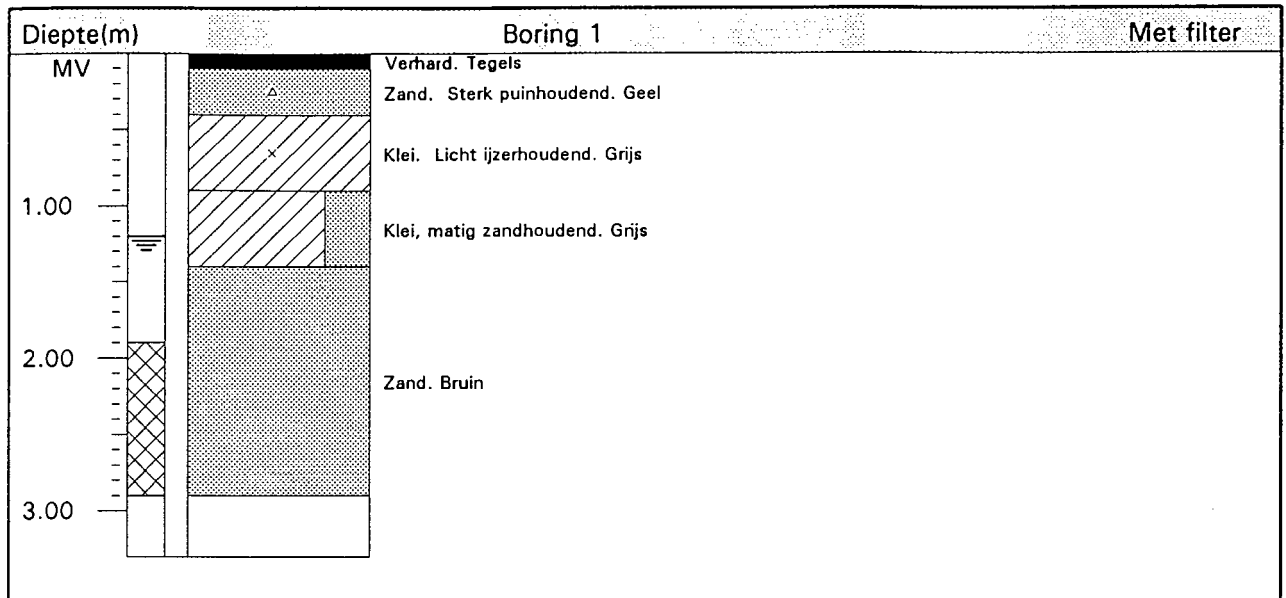 Diepte(m) Boring 1 Met filter
MV
Verhard. Tegels
Zand. Sterk puinhoudend. Geel
Klei. Licht ijzerhoudend. Grijs
1.00
Klei, matig zandhoudend. Grijs
2.00
Zand. Bruin
3.00